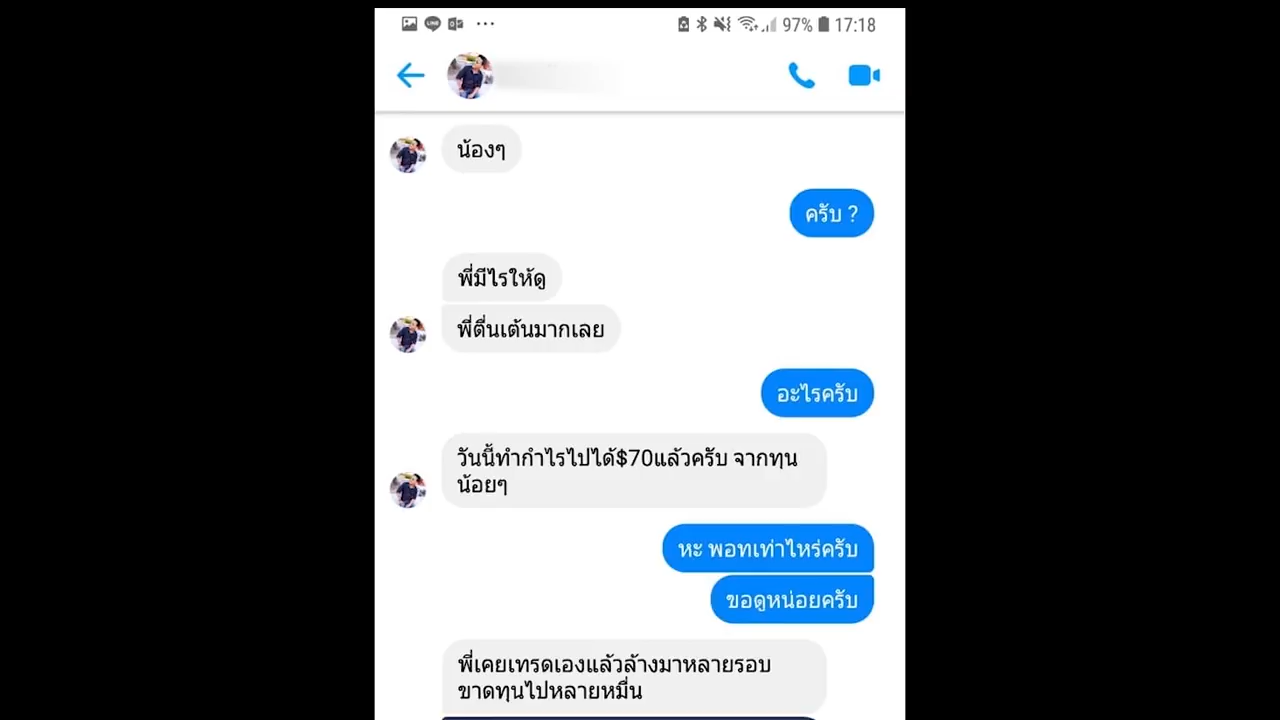 97% 17:18
น้องๆ
ครับ ?
พี่มีไรให้ดู
พี่ตื่นเต้นมากเลย
อะไรครับ
วันนี้ทำกำไรไปได้$70แล้วครับ จากทุน
น้อยๆ
หะ พอทเท่าไหร่ครับ
ขอดูหน่อยครับ
พี่เคยเทรดเองแล้วล้างมาหลายรอบ
ขาดทุนไปหลายหมื่น